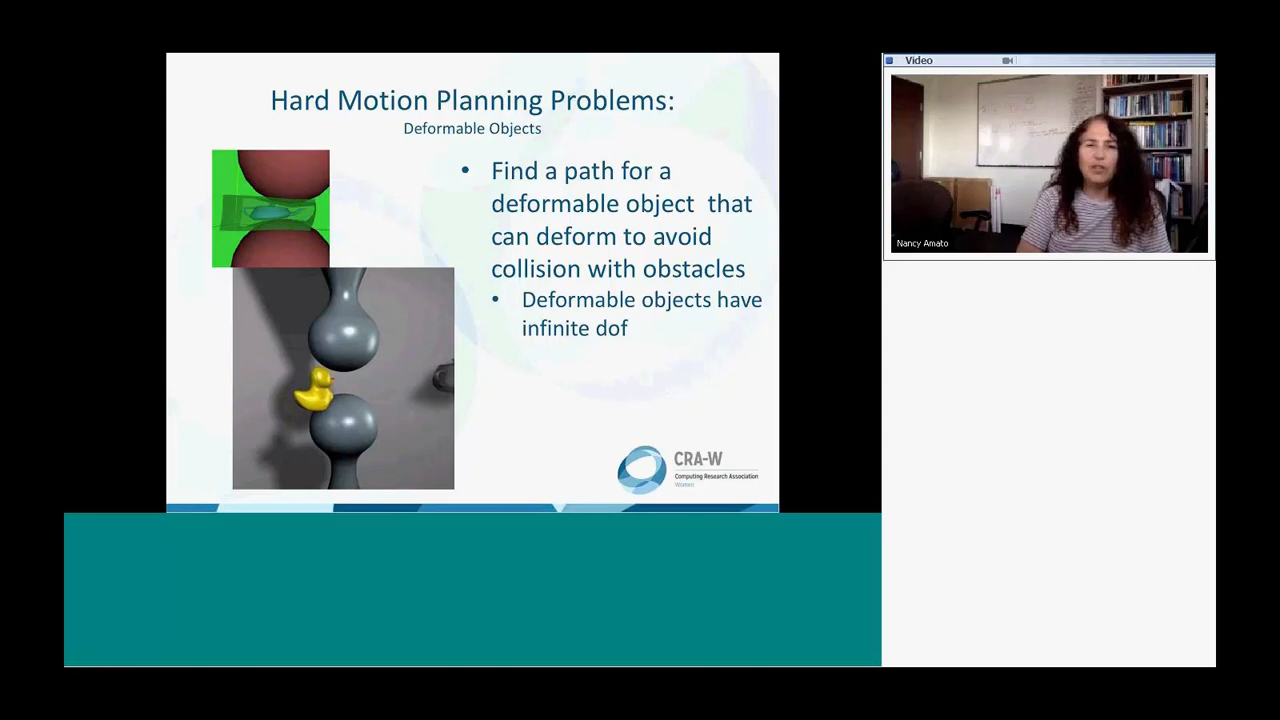 Hard Motion Planning Problems:
Deformable Objects
• Find a path for a
deformable object that
can deform to avoid
collision with obstacles
• Deformable objects have
infinite dof
CRA-W
Computing Research Association
Women
Video
Nancy Amato